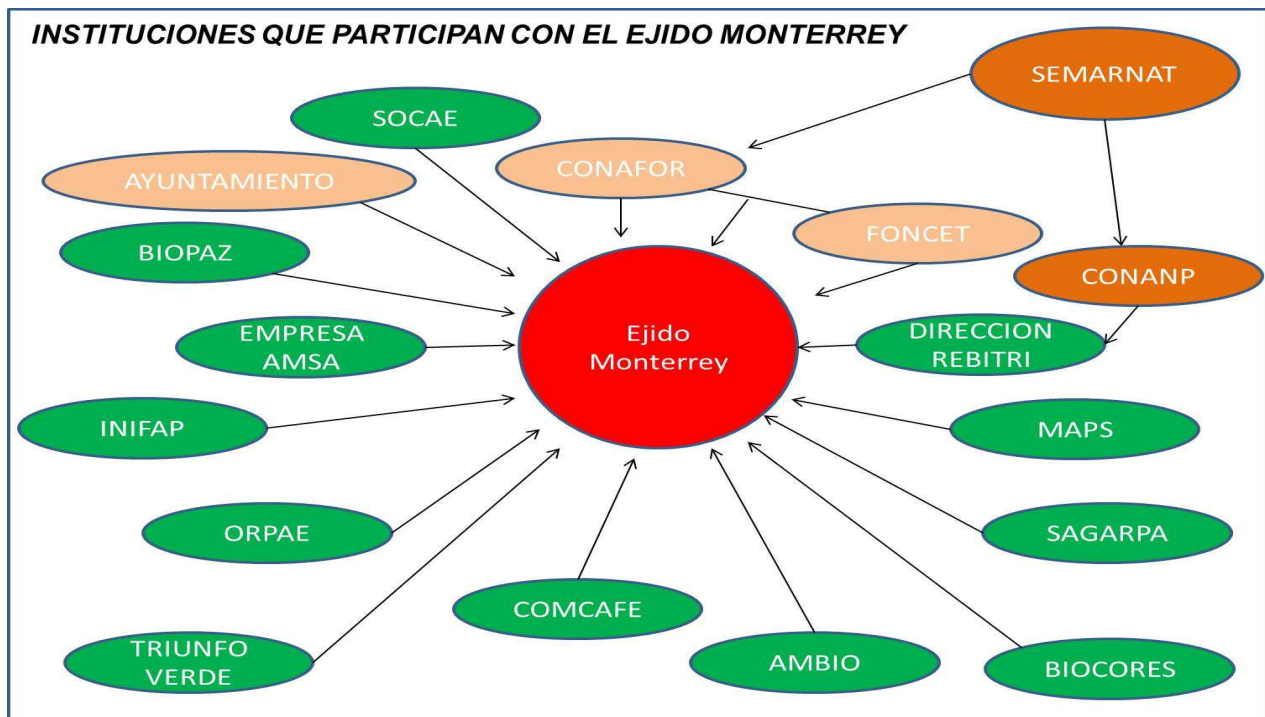 INSTITUCIONES QUE PARTICIPAN CON EL EJIDO MONTERREY
SEMARNAT
SOCAE
CONAFOR
AYUNTAMIENTO
FONCET
BIOPAZ
CONANP
EMPRESA
AMSA
Ejido
Monterrey
DIRECCION
REBITRI
INIFAP
MAPS
ORPAE
SAGARPA
COMCAFE
TRIUNFO
VERDE
AMBIO
BIOCORES